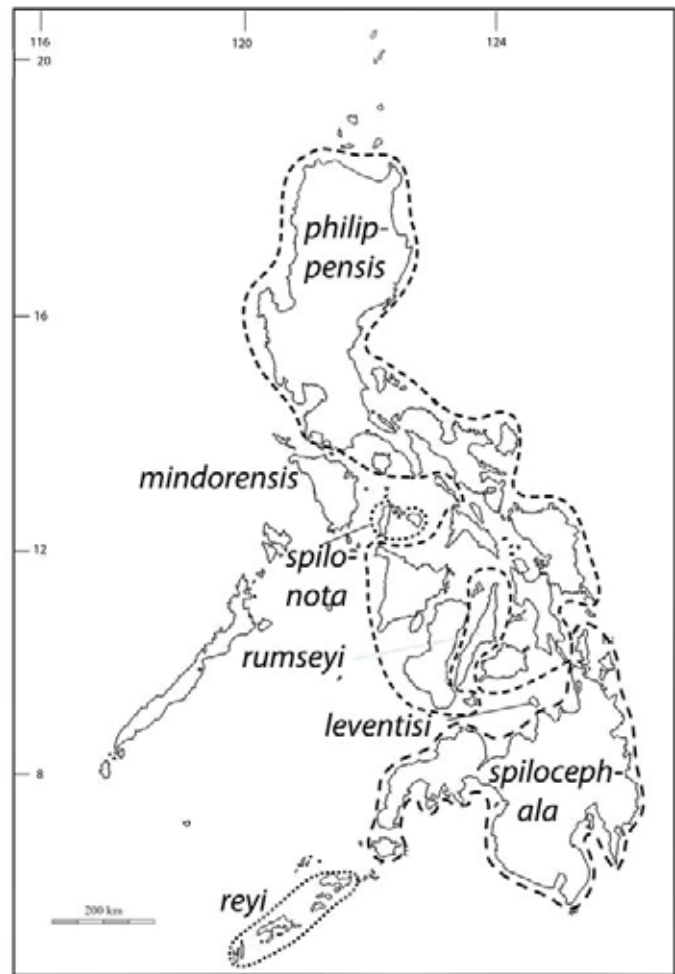 116
120
124
20
philip-
pensis
16
mindorensis
12
spilo-
nota
rumseyi
leventisi
8
spiloceph-
ala
reyi
200 km